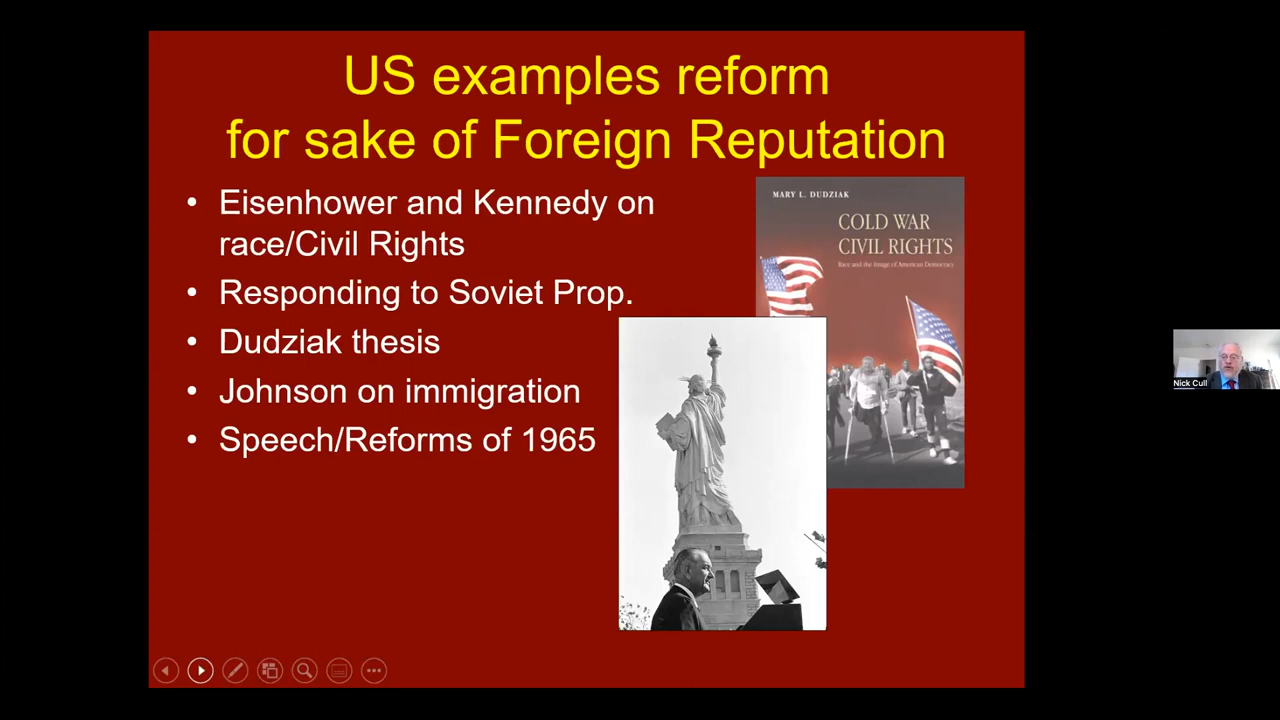 US examples reform
for sake of Foreign Reputation
• Eisenhower and Kennedy on
race/Civil Rights
• Responding to Soviet Prop.
• Dudziak thesis
• Johnson on immigration
• Speech/Reforms of 1965
MARY L. DUDZIAK
COLD WAR
CIVIL RIGHTS
Race and the Image of American Democracy
Nick Cull